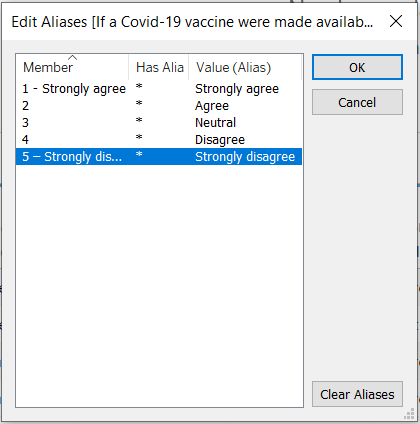 Edit Aliases [If a Covid-19 vaccine were made availab...
Member Has Alia Value (Alias)
1 - Strongly agree * Strongly agree
2 * Agree
3 * Neutral
4 * Disagree
5 – Strongly dis... * Strongly disagree
OK
Cancel
Clear Aliases